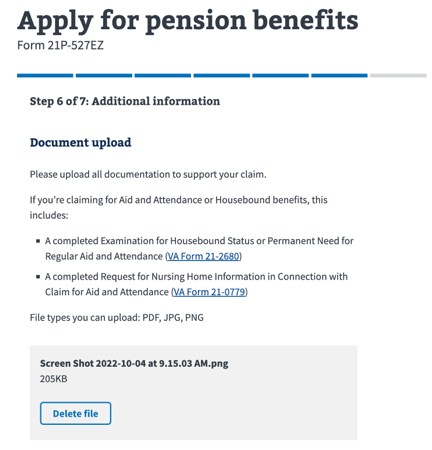 Apply for pension benefits
Form 21P-527EZ
Step 6 of 7: Additional information
Document upload
Please upload all documentation to support your claim.
If you're claiming for Aid and Attendance or Housebound benefits, this
includes:
▪ A completed Examination for Housebound Status or Permanent Need for
Regular Aid and Attendance (VA Form 21-2680)
▪ A completed Request for Nursing Home Information in Connection with
Claim for Aid and Attendance (VA Form 21-0779)
File types you can upload: PDF, JPG, PNG
Screen Shot 2022-10-04 at 9.15.03 AM.png
205KB
Delete file